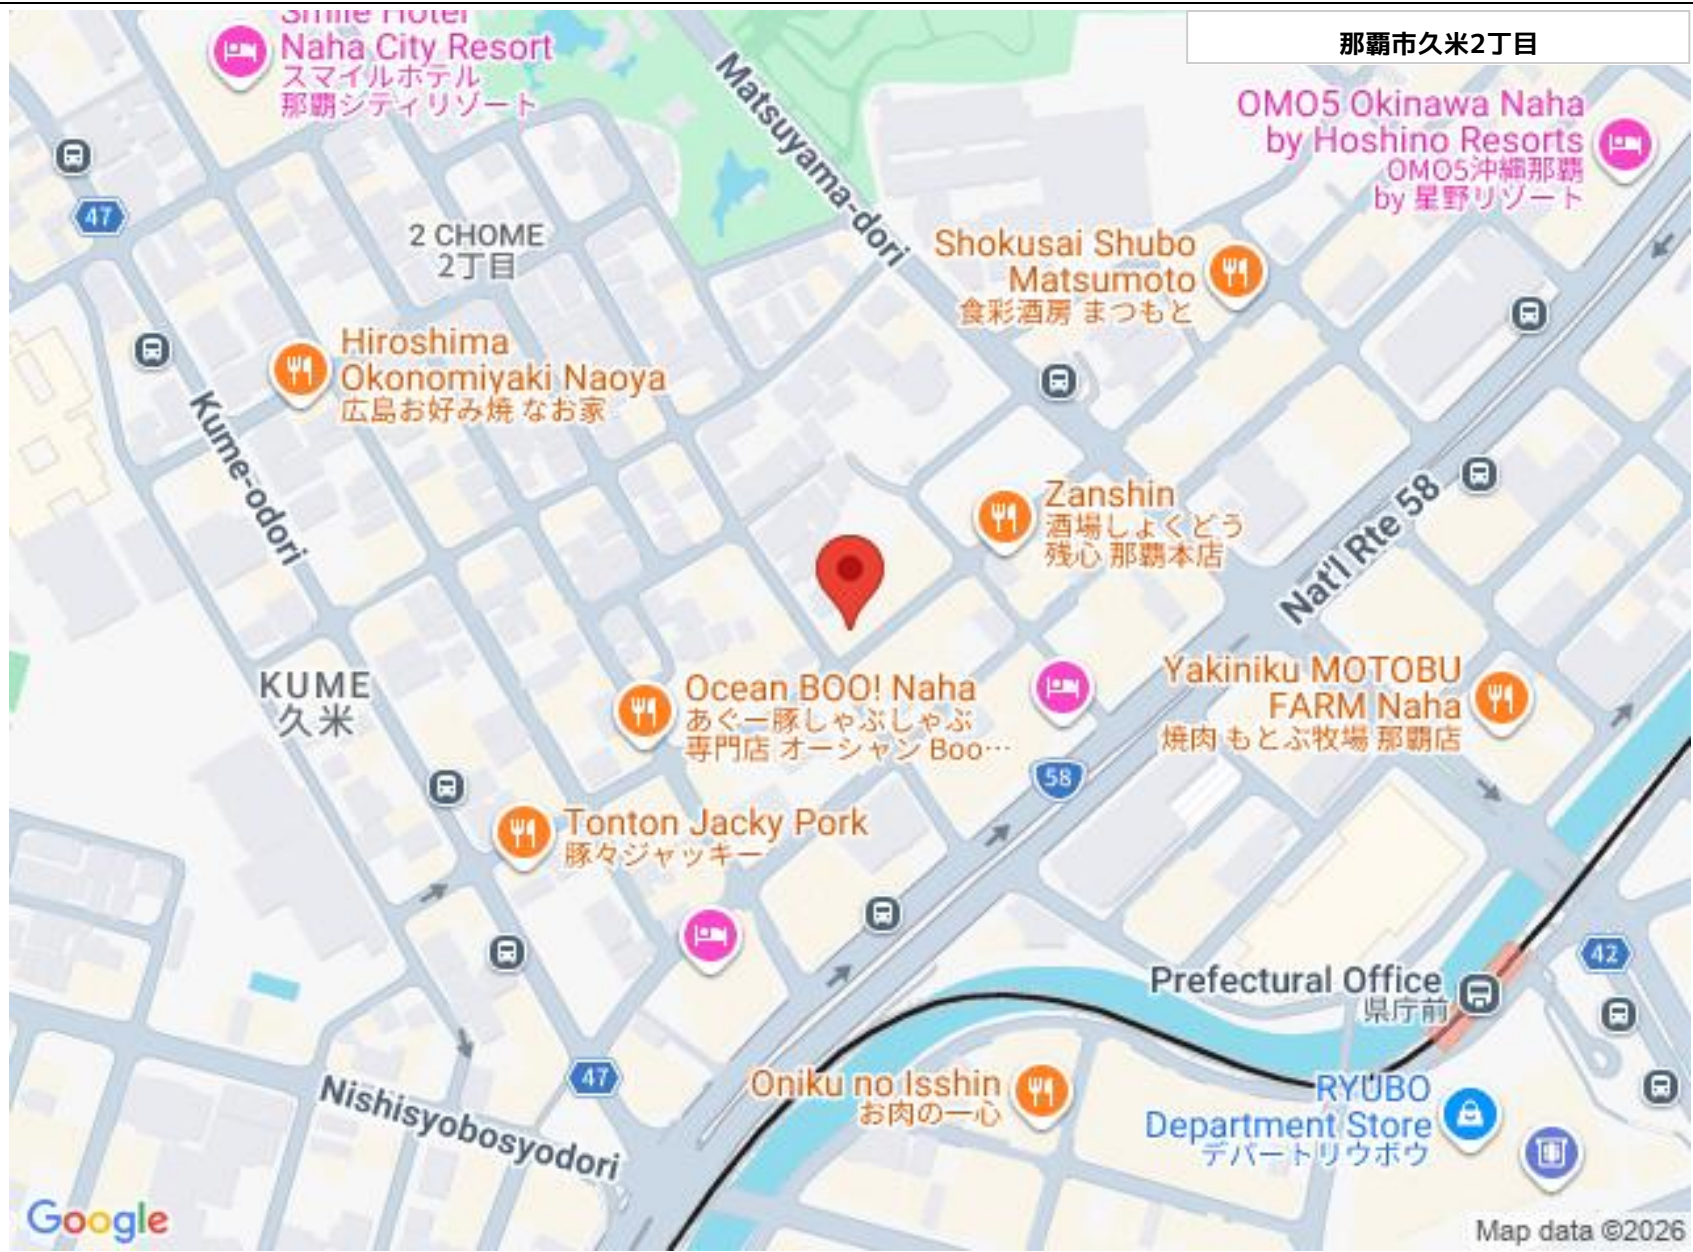 Smile Hotel
Naha City Resort
スマイルホテル
那覇シティリゾート
那覇市久米2丁目
Matsuyama-dori
OMO5 Okinawa Naha
by Hoshino Resorts
OMO5沖縄那覇
by 星野リゾート
47
2 CHOME
2丁目
Shokusai Shubo
Matsumoto
食彩酒房 まつもと
Hiroshima
Okonomiyaki Naoya
広島お好み焼 なお家
Kume-odori
Zanshin
酒場しょくどう
残心 那覇本店
Nat'l Rte 58
KUME
久米
Ocean BOO! Naha
あぐー豚しゃぶしゃぶ
専門店 オーシャン Boo…
Yakiniku MOTOBU
FARM Naha
焼肉 もとぶ牧場 那覇店
58
Tonton Jacky Pork
豚々ジャッキー
Prefectural Office
県庁前
42
47
Nishisyobosyodori
Oniku no Isshin
お肉の一心
RYUBO
Department Store
デパートリウボウ
Google
Map data ©2026